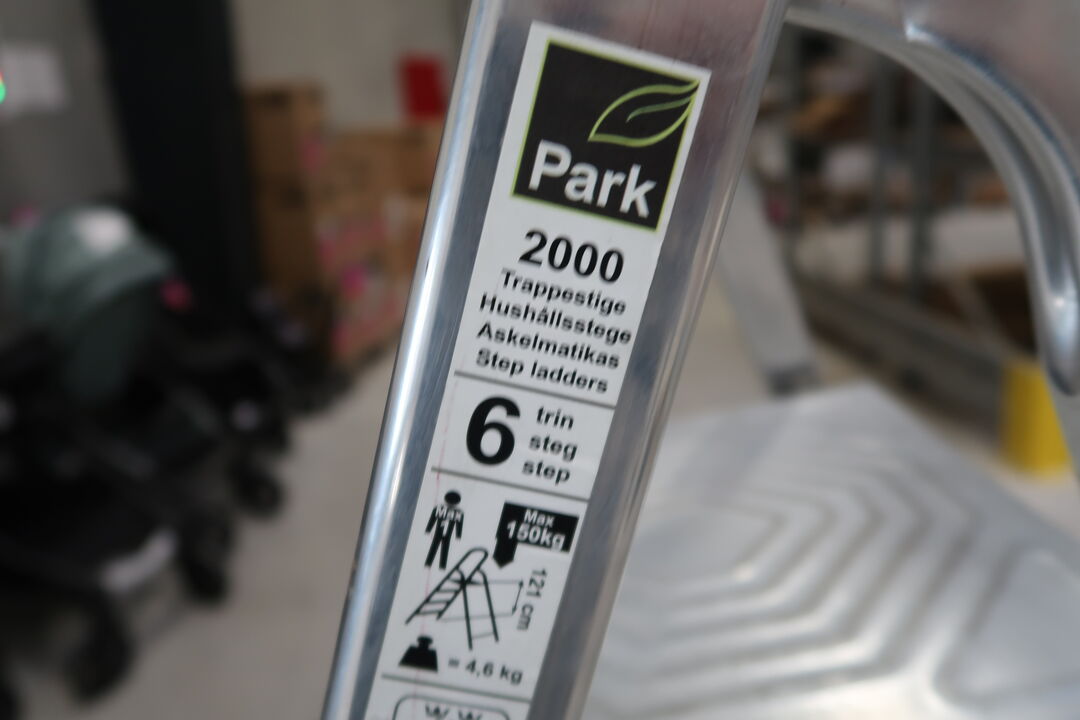 Park
2000
Trappestige
Hushållsstege
Askelmatikas
Step ladders
6 trin
steg
step
Max
1
Max
150kg
121 cm
= 4,6 kg